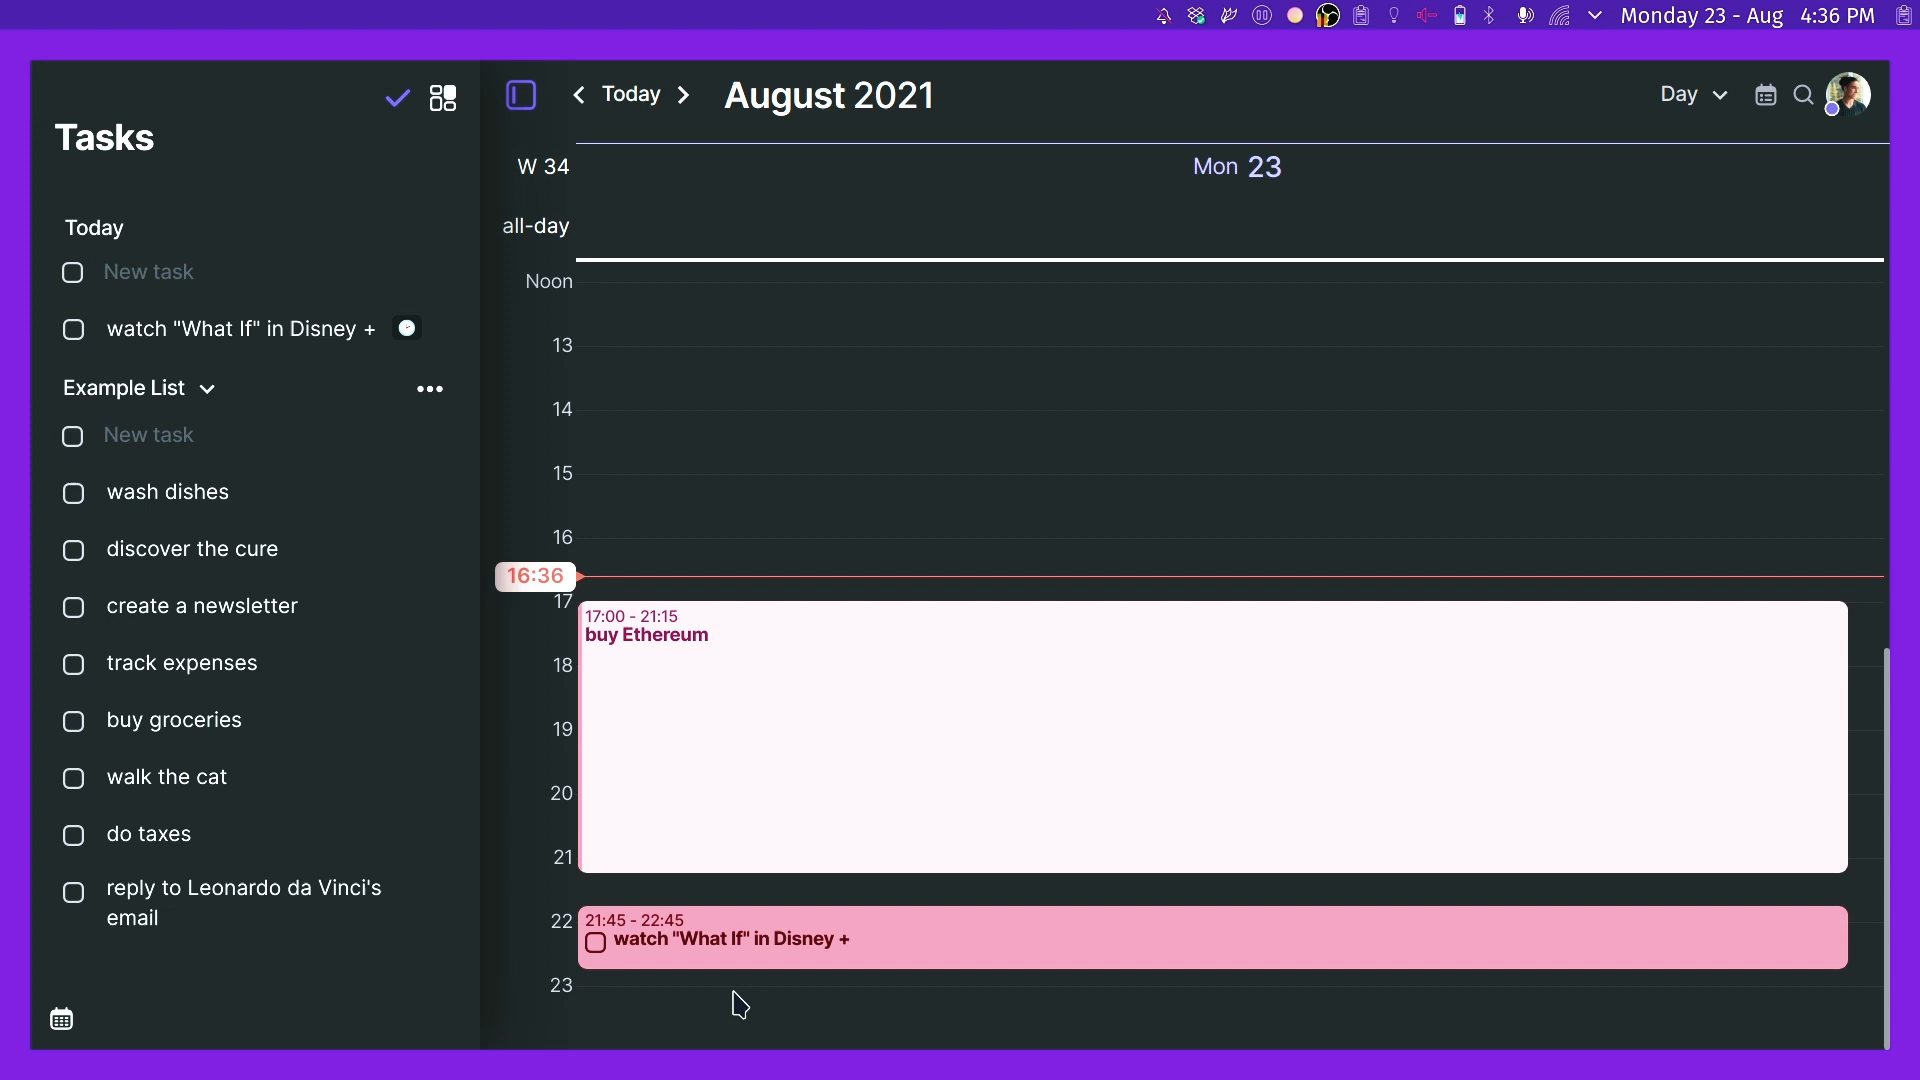 Monday 23 - Aug 4:36 PM
Tasks
Today
New task
watch "What If" in Disney +
Example List
New task
wash dishes
discover the cure
create a newsletter
track expenses
buy groceries
walk the cat
do taxes
reply to Leonardo da Vinci's
email
Today
August 2021
Day
W 34
Mon 23
all-day
Noon
13
14
15
16
16:36
17
17:00 - 21:15
buy Ethereum
18
19
20
21
22
21:45 - 22:45
watch "What If" in Disney +
23